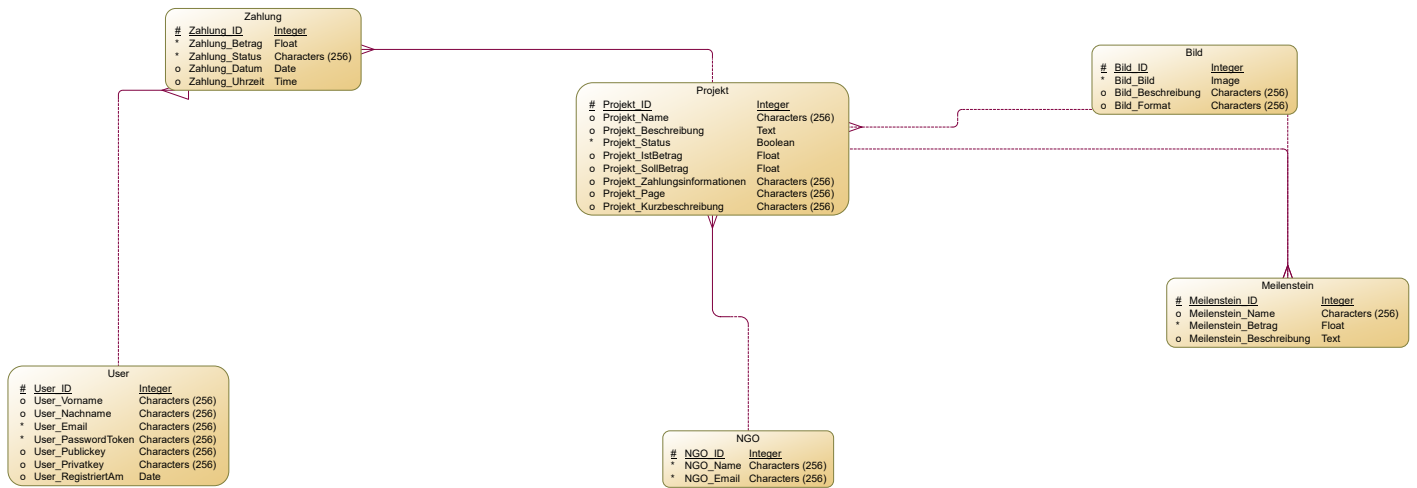 Zahlung
# Zahlung_ID Integer
* Zahlung_Betrag Float
* Zahlung_Status Characters (256)
o Zahlung_Datum Date
o Zahlung_Uhrzeit Time
Projekt
# Projekt_ID Integer
o Projekt_Name Characters (256)
o Projekt_Beschreibung Text
* Projekt_Status Boolean
o Projekt_IstBetrag Float
o Projekt_SollBetrag Float
o Projekt_Zahlungsinformationen Characters (256)
o Projekt_Page Characters (256)
o Projekt_Kurzbeschreibung Characters (256)
Bild
# Bild_ID Integer
* Bild_Bild Image
o Bild_Beschreibung Characters (256)
o Bild_Format Characters (256)
Meilenstein
# Meilenstein_ID Integer
o Meilenstein_Name Characters (256)
* Meilenstein_Betrag Float
o Meilenstein_Beschreibung Text
User
# User_ID Integer
o User_Vorname Characters (256)
o User_Nachname Characters (256)
* User_Email Characters (256)
* User_PasswordToken Characters (256)
o User_Publickey Characters (256)
o User_Privatkey Characters (256)
o User_RegistriertAm Date
NGO
# NGO_ID Integer
* NGO_Name Characters (256)
* NGO_Email Characters (256)